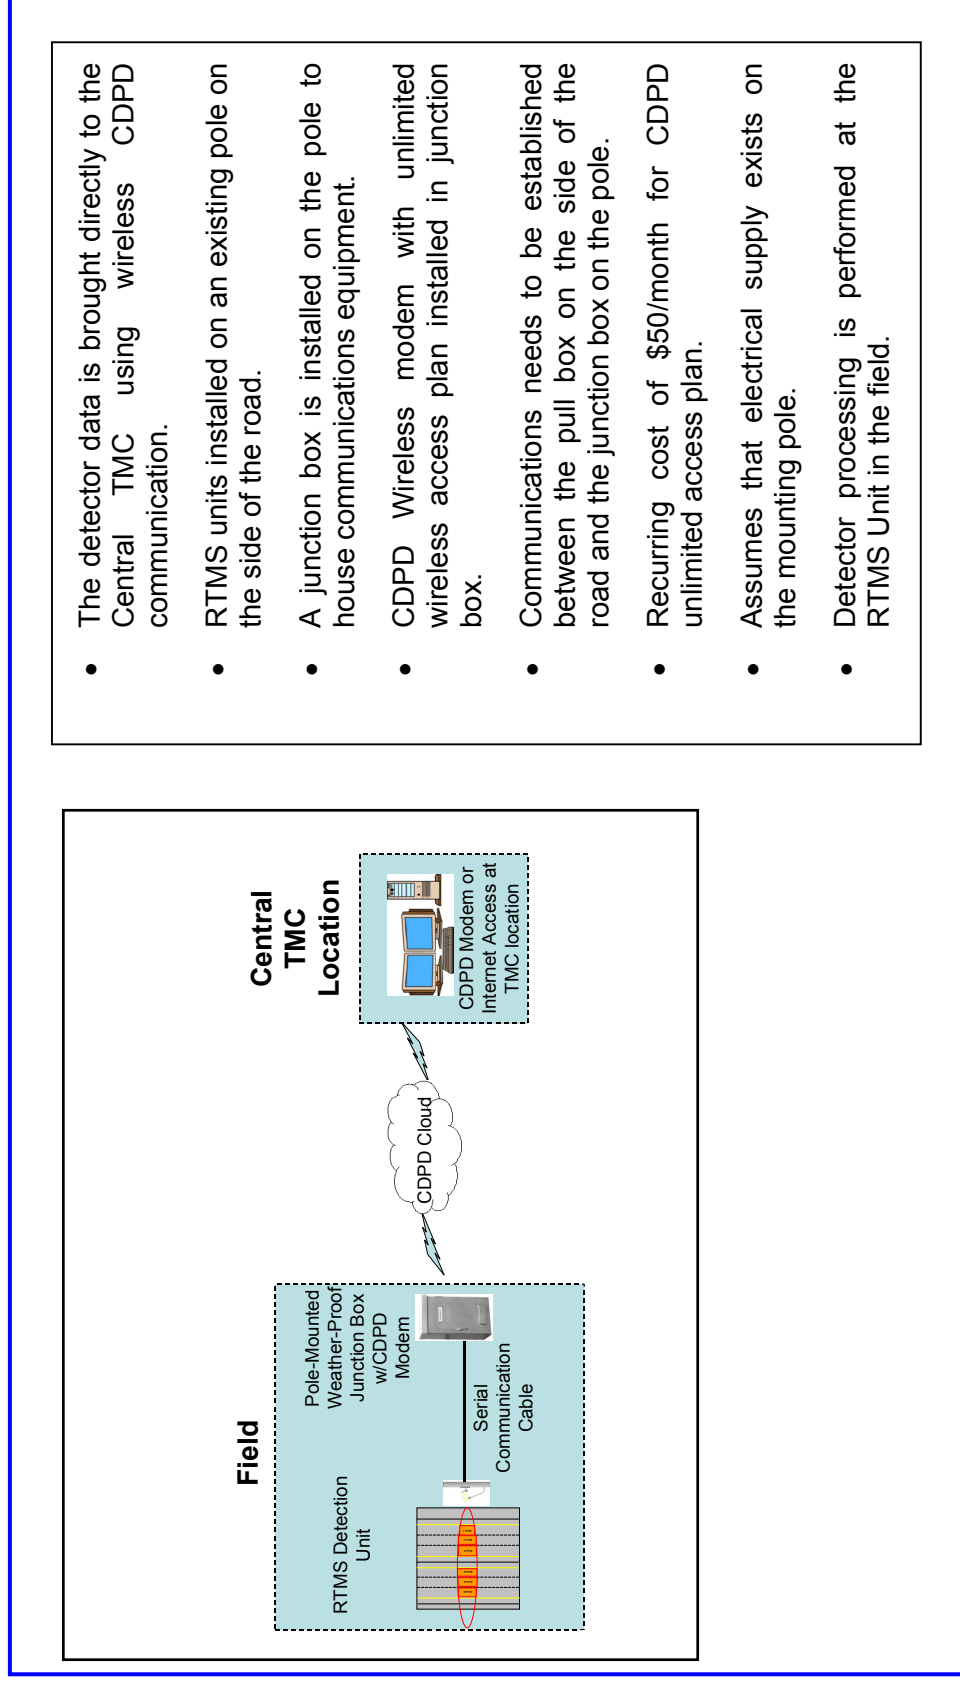 Field
RTMS Detection
Unit
Pole-Mounted
Weather-Proof
Junction Box
w/CDPD
Modem
Serial
Communication
Cable
CDPD Cloud
Central
TMC
Location
CDPD Modem or
Internet Access at
TMC location
• The detector data is brought directly to the
Central TMC using wireless CDPD
communication.
• RTMS units installed on an existing pole on
the side of the road.
• A junction box is installed on the pole to
house communications equipment.
• CDPD Wireless modem with unlimited
wireless access plan installed in junction
box.
• Communications needs to be established
between the pull box on the side of the
road and the junction box on the pole.
• Recurring cost of $50/month for CDPD
unlimited access plan.
• Assumes that electrical supply exists on
the mounting pole.
• Detector processing is performed at the
RTMS Unit in the field.